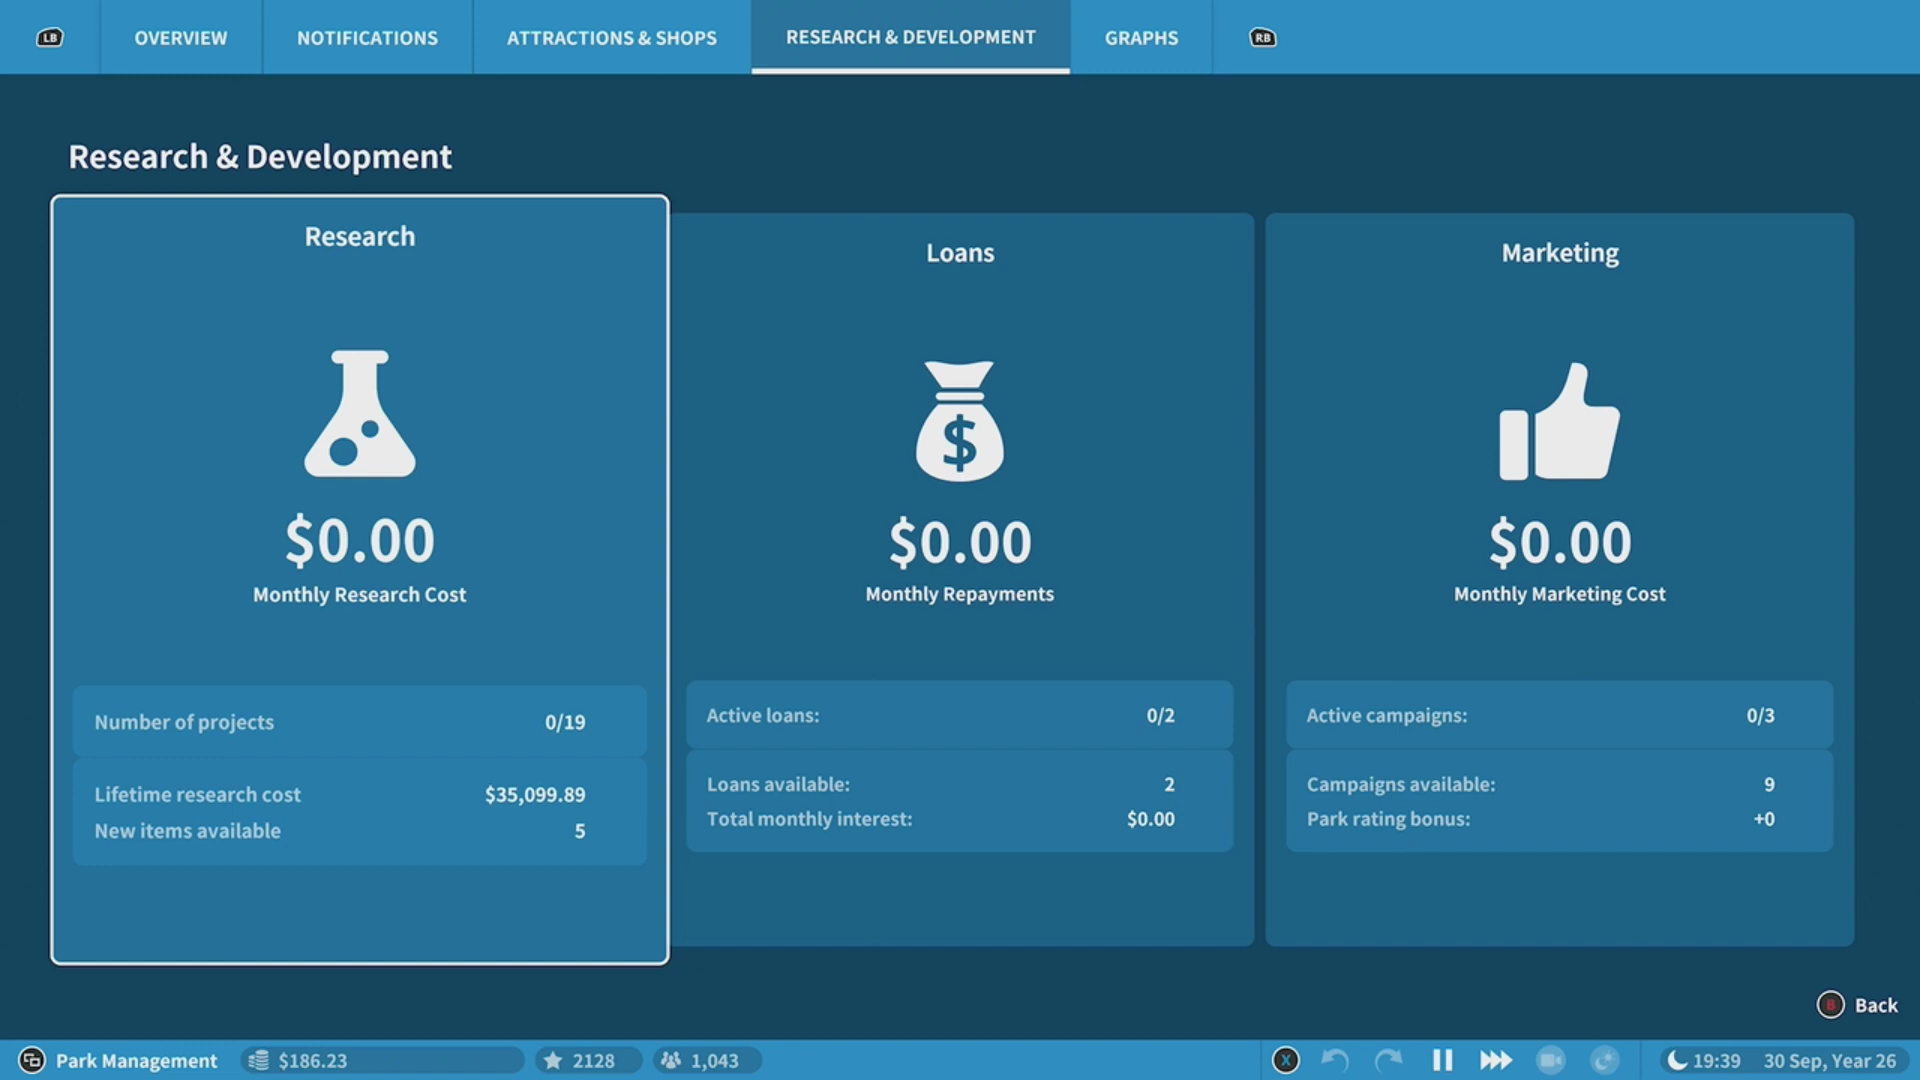 LB OVERVIEW NOTIFICATIONS ATTRACTIONS & SHOPS RESEARCH & DEVELOPMENT GRAPHS RB
Research & Development
Research
$0.00
Monthly Research Cost
Number of projects 0/19
Lifetime research cost $35,099.89
New items available 5
Loans
$
$0.00
Monthly Repayments
Active loans: 0/2
Loans available: 2
Total monthly interest: $0.00
Marketing
$0.00
Monthly Marketing Cost
Active campaigns: 0/3
Campaigns available: 9
Park rating bonus: +0
B Back
Park Management $186.23 2128 1,043 X 19:39 30 Sep, Year 26